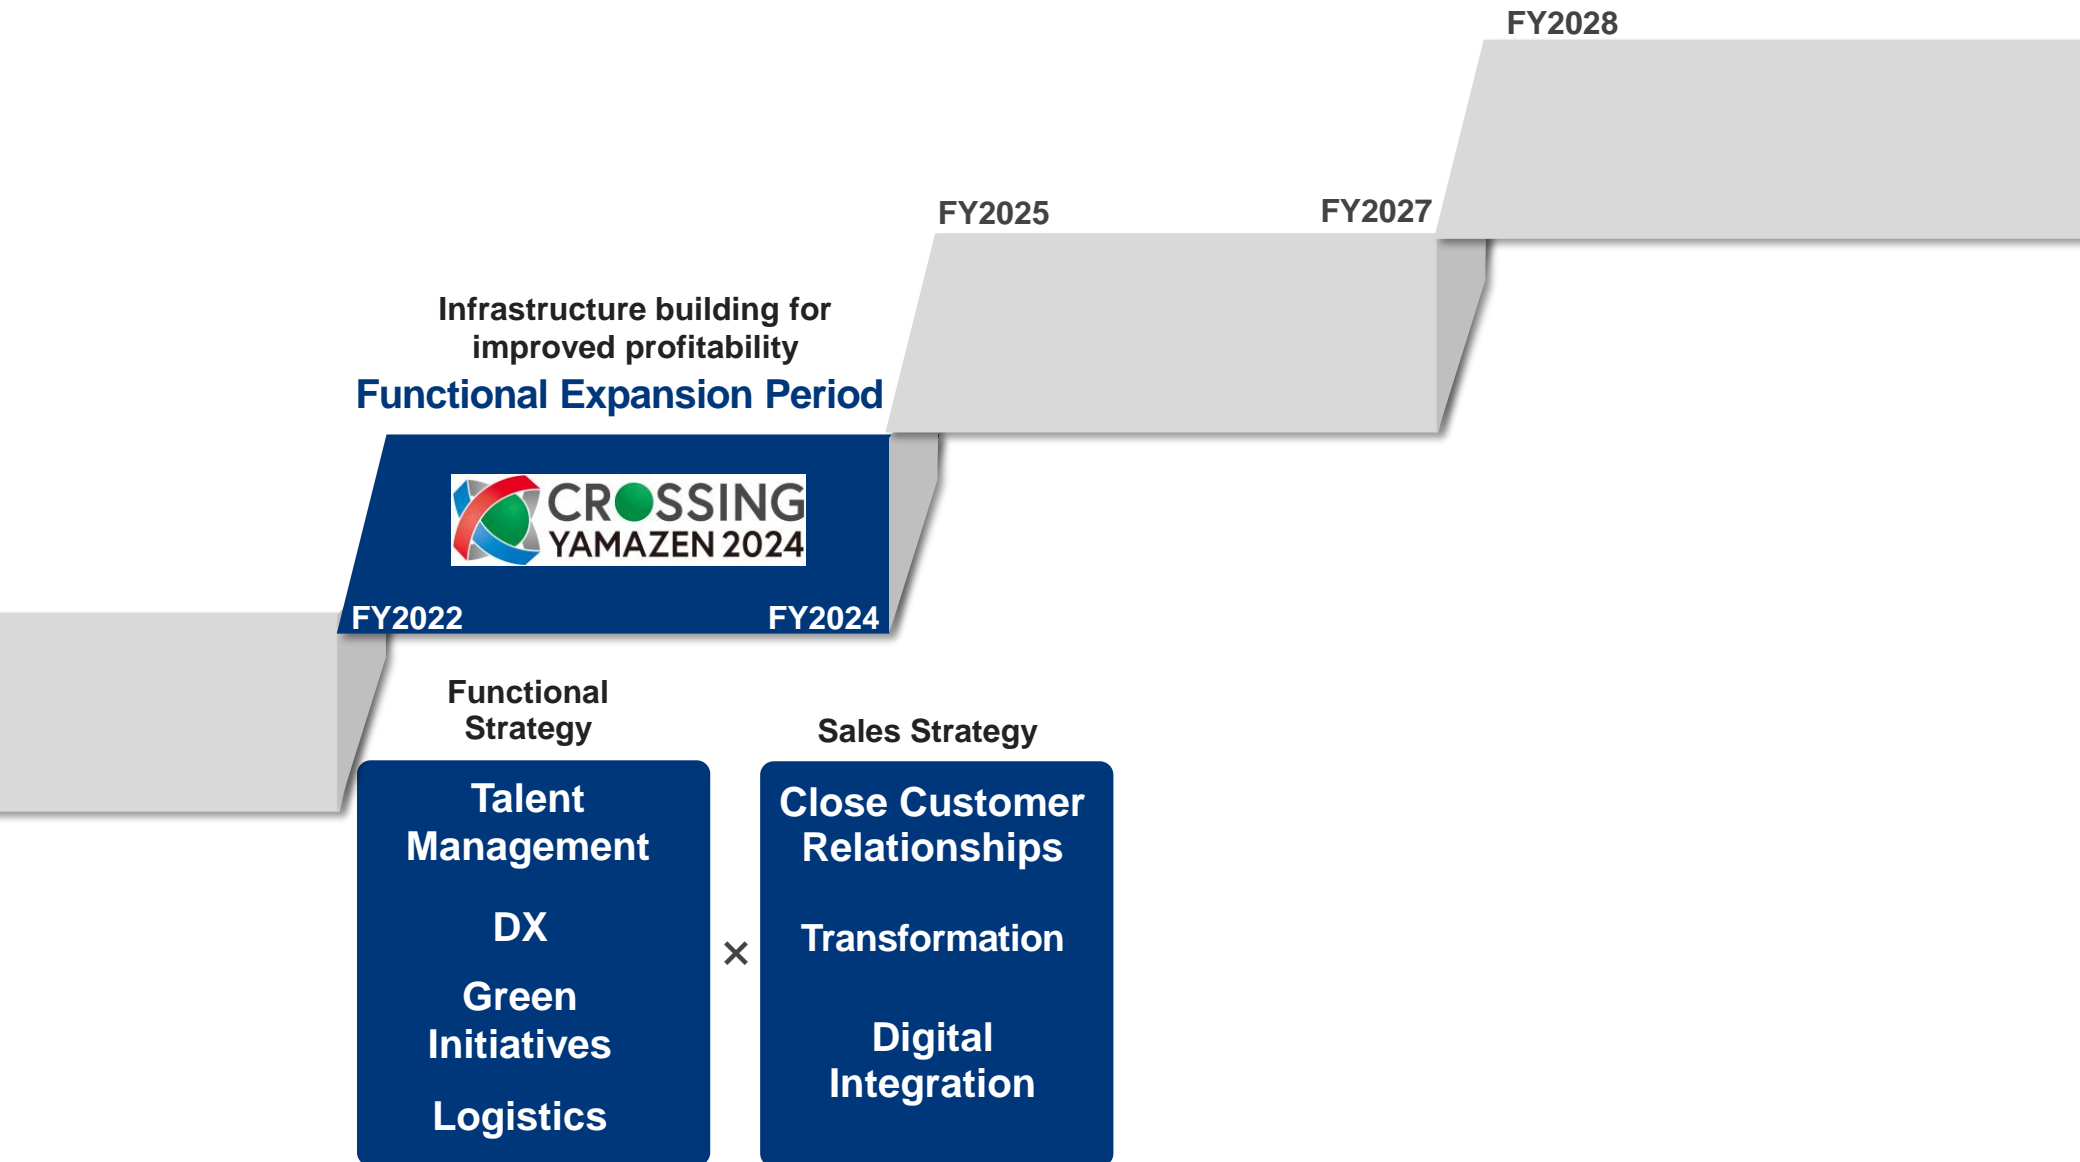 FY2028
FY2025
FY2027
Infrastructure building for
improved profitability
Functional Expansion Period
CROSSING
YAMAZEN 2024
FY2022
FY2024
Functional
Strategy
Talent
Management
DX
Green
Initiatives
Logistics
×
Sales Strategy
Close Customer
Relationships
Transformation
Digital
Integration